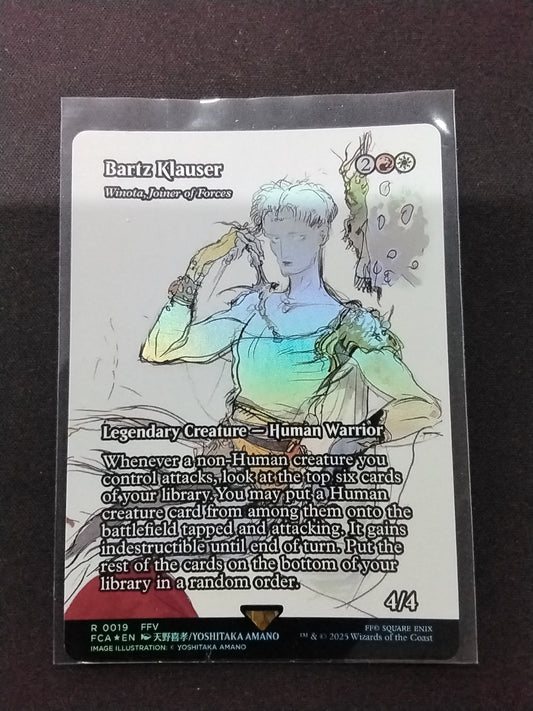 Bartz Klauser
2
Winota, Joiner of Forces
Legendary Creature — Human Warrior
Whenever a non-Human creature you
control attacks, look at the top six cards
of your library. You may put a Human
creature card from among them onto the
battlefield tapped and attacking. It gains
indestructible until end of turn. Put the
rest of the cards on the bottom of your
library in a random order.
4/4
R 0019 FFV
FCA★EN 天野喜孝/YOSHITAKA AMANO
IMAGE ILLUSTRATION: © YOSHITAKA AMANO
FF© SQUARE ENIX
™ & © 2025 Wizards of the Coast